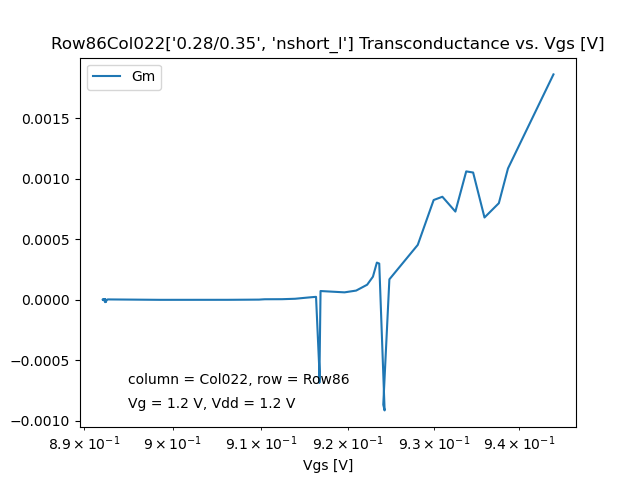 Row86Col022['0.28/0.35', 'nshort_l'] Transconductance vs. Vgs [V]
Gm
0.0015
0.0010
0.0005
0.0000
−0.0005
−0.0010
column = Col022, row = Row86
Vg = 1.2 V, Vdd = 1.2 V
8.9 × 10⁻¹ 9 × 10⁻¹ 9.1 × 10⁻¹ 9.2 × 10⁻¹ 9.3 × 10⁻¹ 9.4 × 10⁻¹
Vgs [V]